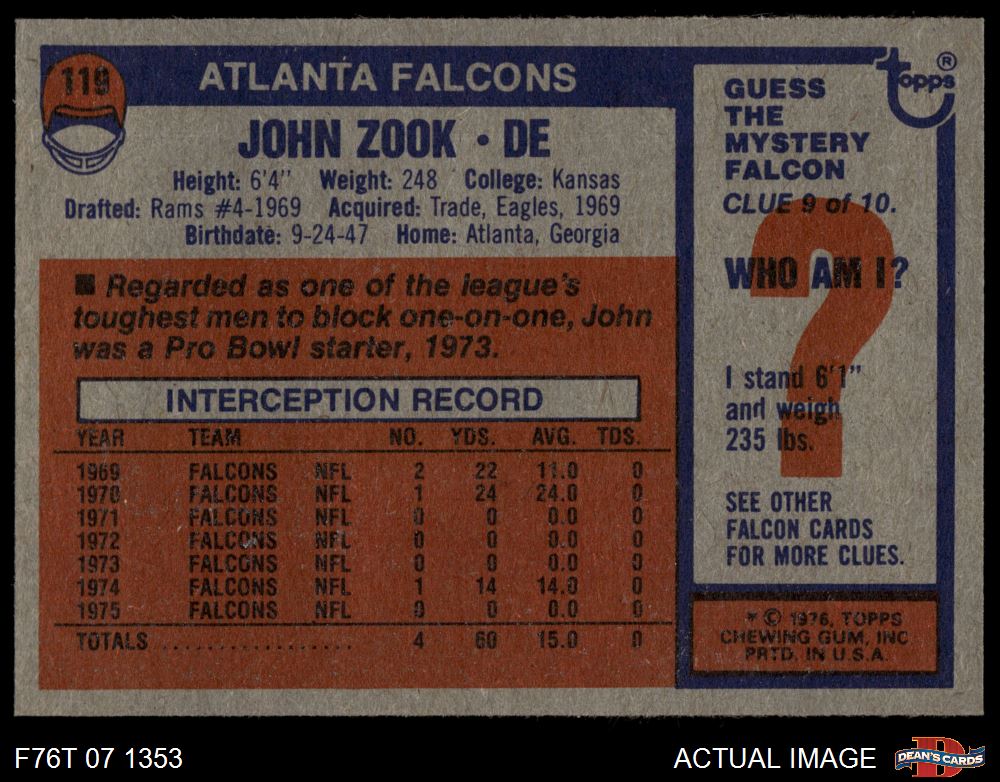 119
ATLANTA FALCONS
JOHN ZOOK • DE
Height: 6'4" Weight: 248 College: Kansas
Drafted: Rams #4-1969 Acquired: Trade, Eagles, 1969
Birthdate: 9-24-47 Home: Atlanta, Georgia
■ Regarded as one of the league's
toughest men to block one-on-one, John
was a Pro Bowl starter, 1973.
INTERCEPTION RECORD
YEAR TEAM NO. YDS. AVG. TDS.
1969 FALCONS NFL 2 22 11.0 0
1970 FALCONS NFL 1 24 24.0 0
1971 FALCONS NFL 0 0 0.0 0
1972 FALCONS NFL 0 0 0.0 0
1973 FALCONS NFL 0 0 0.0 0
1974 FALCONS NFL 1 14 14.0 0
1975 FALCONS NFL 0 0 0.0 0
TOTALS .................. 4 60 15.0 0
topps ®
GUESS
THE
MYSTERY
FALCON
CLUE 9 of 10.
WHO AM I?
?
I stand 6'1"
and weigh
235 lbs.
SEE OTHER
FALCON CARDS
FOR MORE CLUES.
* © 1976, TOPPS
CHEWING GUM, INC
PRTD. IN U.S.A.
F76T 07 1353
ACTUAL IMAGE
D
DEAN'S CARDS